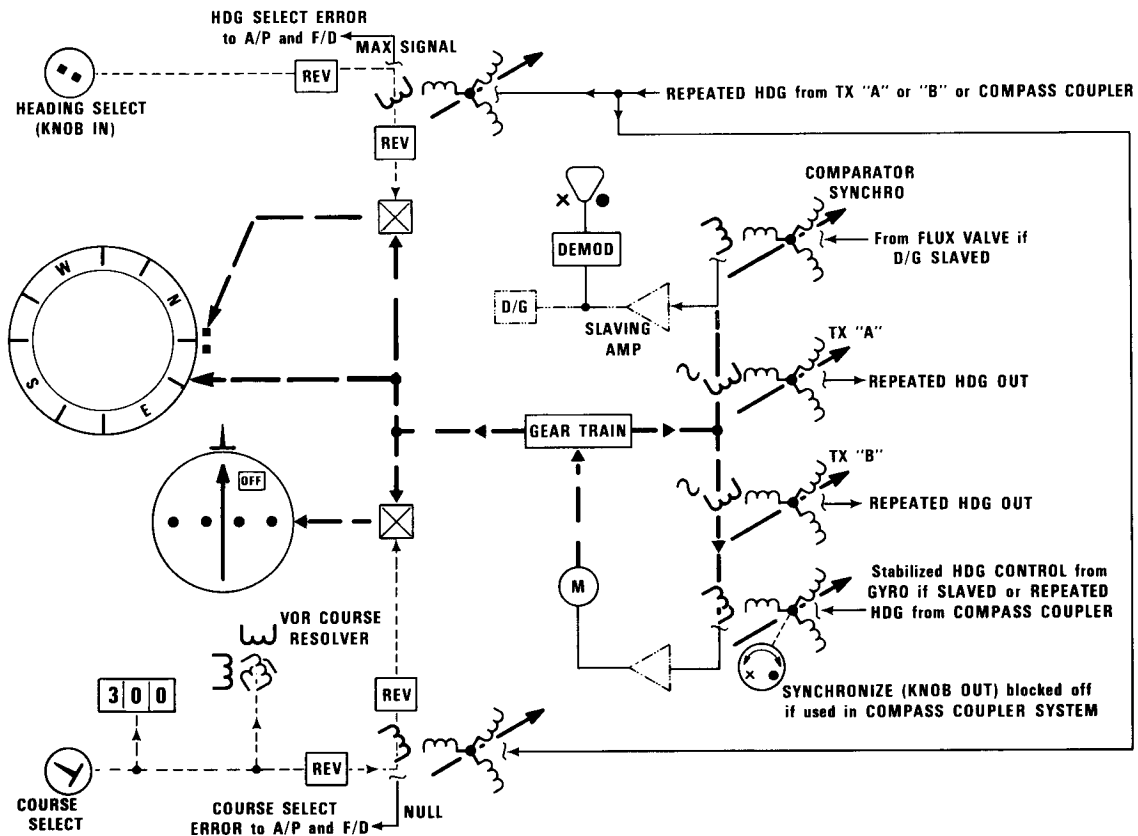 HDG SELECT ERROR
to A/P and F/D
MAX SIGNAL
REV
HEADING SELECT
(KNOB IN)
REPEATED HDG from TX "A" or "B" or COMPASS COUPLER
REV
COMPARATOR
SYNCHRO
From FLUX VALVE if
D/G SLAVED
DEMOD
D/G
SLAVING
AMP
W
N
S
E
TX "A"
REPEATED HDG OUT
GEAR TRAIN
TX "B"
REPEATED HDG OUT
OFF
M
Stabilized HDG CONTROL from
GYRO if SLAVED or REPEATED
HDG from COMPASS COUPLER
VOR COURSE
RESOLVER
300
REV
SYNCHRONIZE (KNOB OUT) blocked off
if used in COMPASS COUPLER SYSTEM
REV
COURSE
SELECT
COURSE SELECT
ERROR to A/P and F/D
NULL